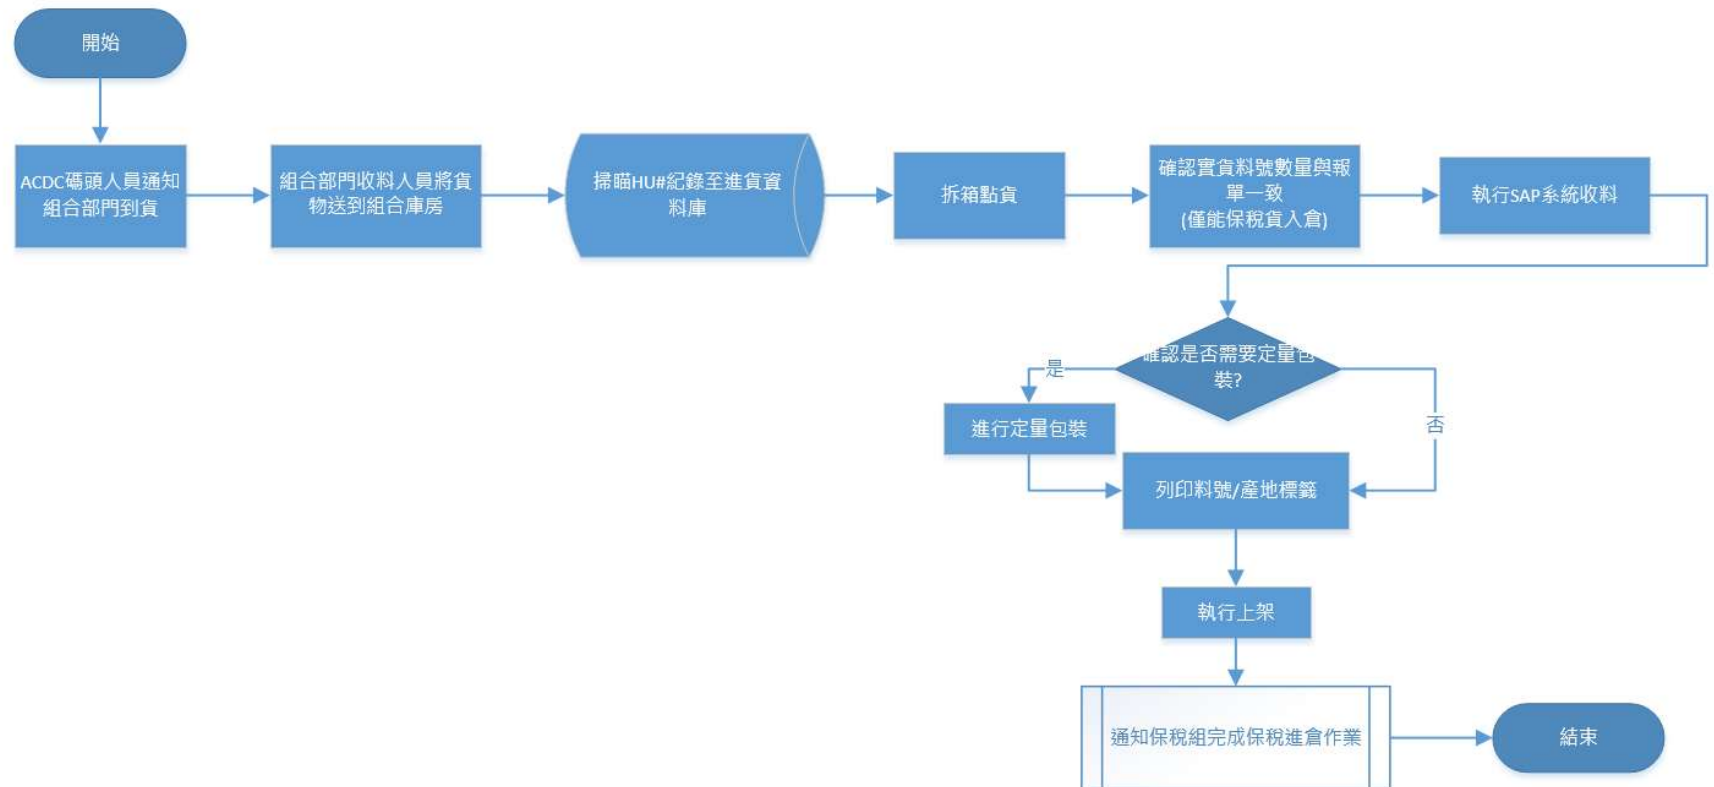 開始
ACDC碼頭人員通知
組合部門到貨
組合部門收料人員將貨
物送到組合庫房
掃瞄HU#紀錄至進貨資
料庫
拆箱點貨
確認實貨料號數量與報
單一致
(僅能保稅貨入倉)
執行SAP系統收料
確認是否需要定量包
裝?
是
否
進行定量包裝
列印料號/產地標籤
執行上架
通知保稅組完成保稅進倉作業
結束